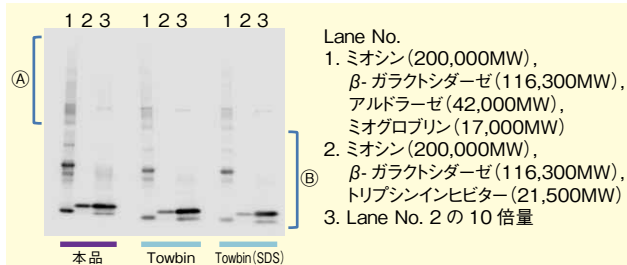 1 2 3 1 2 3 1 2 3
Ⓐ
Ⓑ
本品 Towbin Towbin(SDS)
Lane No.
1. ミオシン(200,000MW),
β-ガラクトシダーゼ(116,300MW),
アルドラーゼ(42,000MW),
ミオグロブリン(17,000MW)
2. ミオシン(200,000MW),
β-ガラクトシダーゼ(116,300MW),
トリプシンインヒビター(21,500MW)
3. Lane No. 2 の 10 倍量